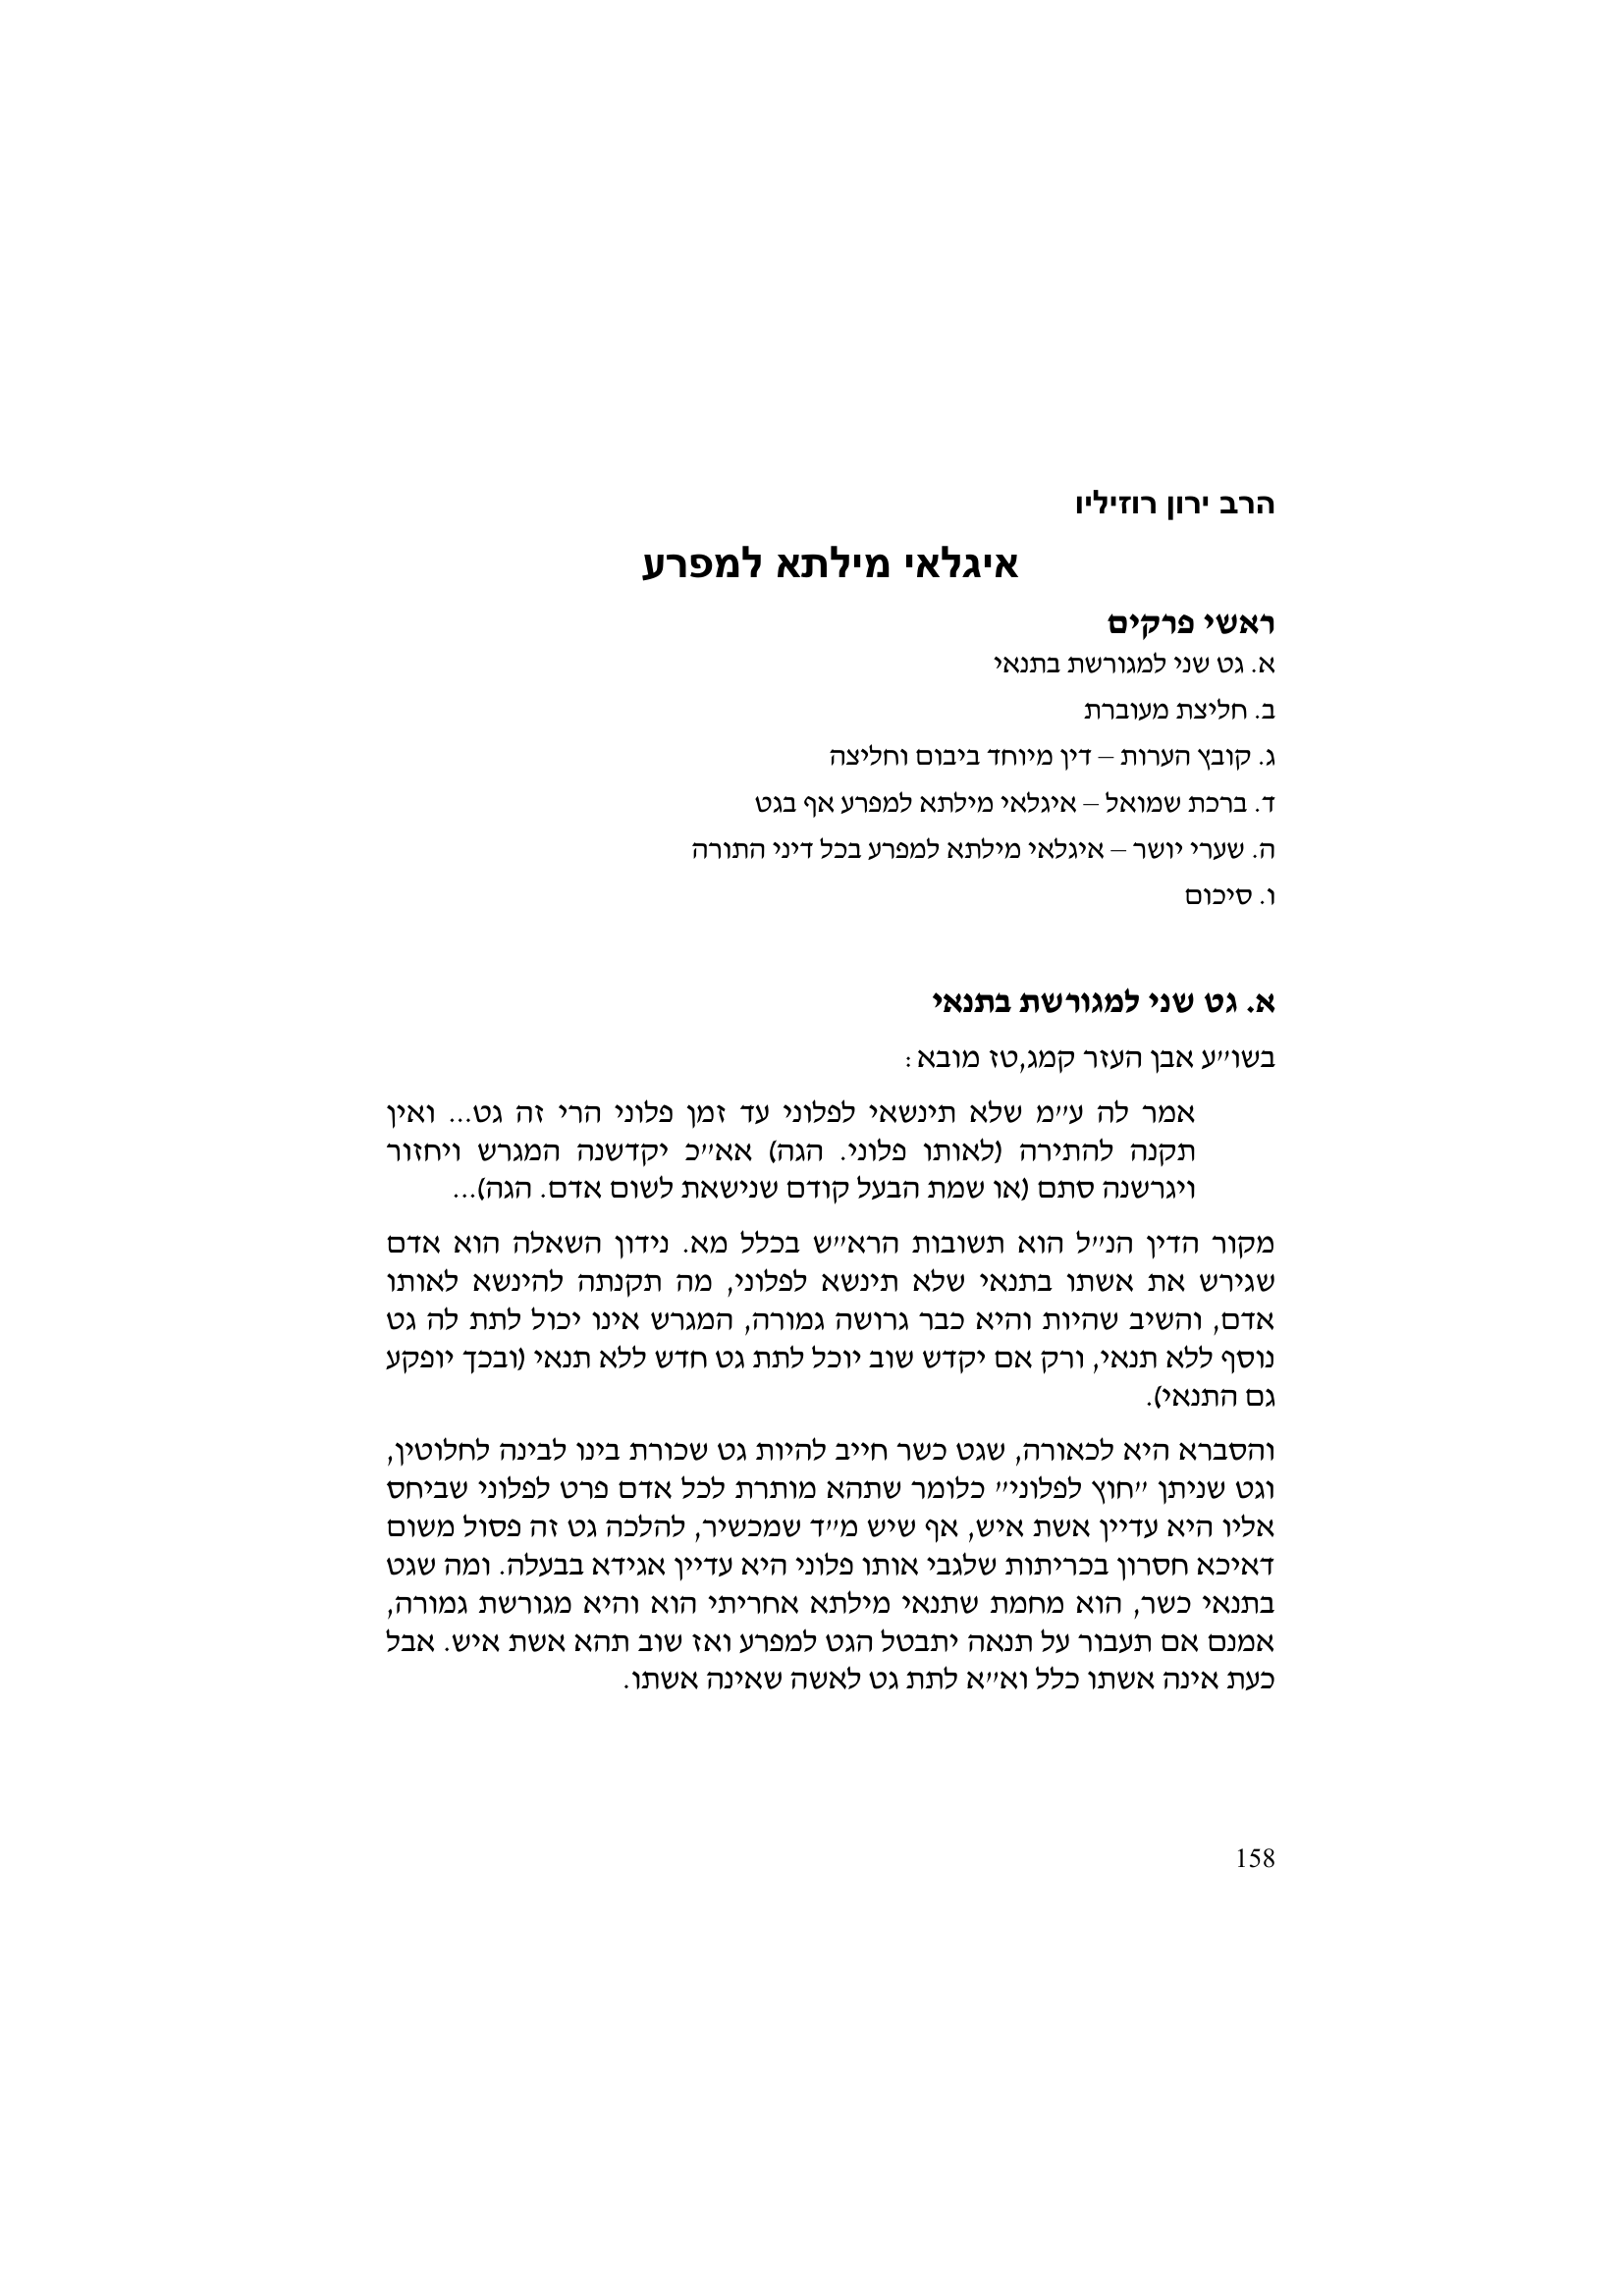 הרב ירון רוזיליו
איגלאי מילתא למפרע
ראשי פרקים
א. גט שני למגורשת בתנאי
ב. חליצת מעוברת
ג. קובץ הערות – דין מיוחד ביבום וחליצה
ד. ברכת שמואל – איגלאי מילתא למפרע אף בגט
ה. שערי יושר – איגלאי מילתא למפרע בכל דיני התורה
ו. סיכום
א. גט שני למגורשת בתנאי
בשו״ע אבן העזר קמג,טז מובא:
אמר לה ע״מ שלא תינשאי לפלוני עד זמן פלוני הרי זה גט... ואין
תקנה להתירה (לאותו פלוני. הגה) אא״כ יקדשנה המגרש ויחזור
ויגרשנה סתם (או שמת הבעל קודם שנישאת לשום אדם. הגה)...
מקור הדין הנ״ל הוא תשובות הרא״ש בכלל מא. נידון השאלה הוא אדם
שגירש את אשתו בתנאי שלא תינשא לפלוני, מה תקנתה להינשא לאותו
אדם, והשיב שהיות והיא כבר גרושה גמורה, המגרש אינו יכול לתת לה גט
נוסף ללא תנאי, ורק אם יקדש שוב יוכל לתת גט חדש ללא תנאי (ובכך יופקע
גם התנאי).
והסברא היא לכאורה, שגט כשר חייב להיות גט שכורת בינו לבינה לחלוטין,
וגט שניתן ״חוץ לפלוני״ כלומר שתהא מותרת לכל אדם פרט לפלוני שביחס
אליו היא עדיין אשת איש, אף שיש מ״ד שמכשיר, להלכה גט זה פסול משום
דאיכא חסרון בכריתות שלגבי אותו פלוני היא עדיין אגידא בבעלה. ומה שגט
בתנאי כשר, הוא מחמת שתנאי מילתא אחריתי הוא והיא מגורשת גמורה,
אמנם אם תעבור על תנאה יתבטל הגט למפרע ואז שוב תהא אשת איש. אבל
כעת אינה אשתו כלל וא״א לתת גט לאשה שאינה אשתו.
158